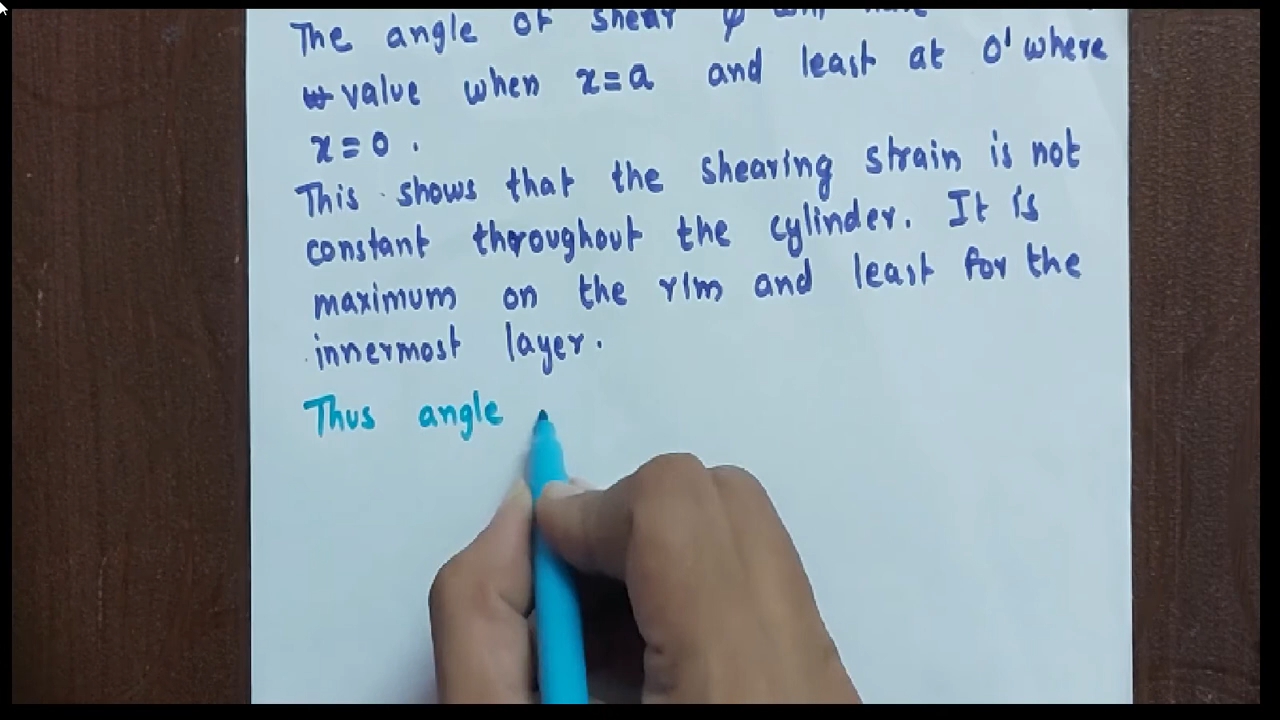 The angle of shear φ
value when x=a and least at O' where
x=0.
This shows that the shearing strain is not
constant throughout the cylinder. It is
maximum on the rim and least for the
innermost layer.
Thus angle